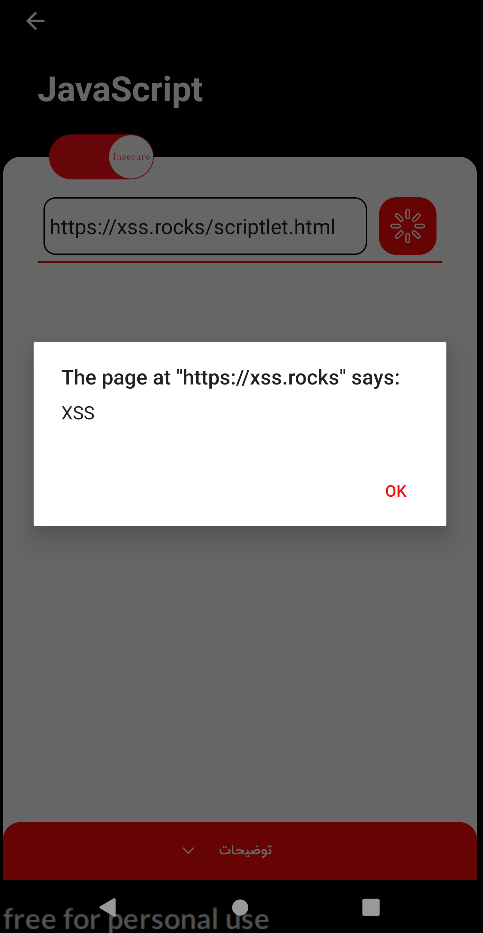 JavaScript
Insecure
https://xss.rocks/scriptlet.html
The page at "https://xss.rocks" says:
XSS
OK
توضیحات
free for personal use